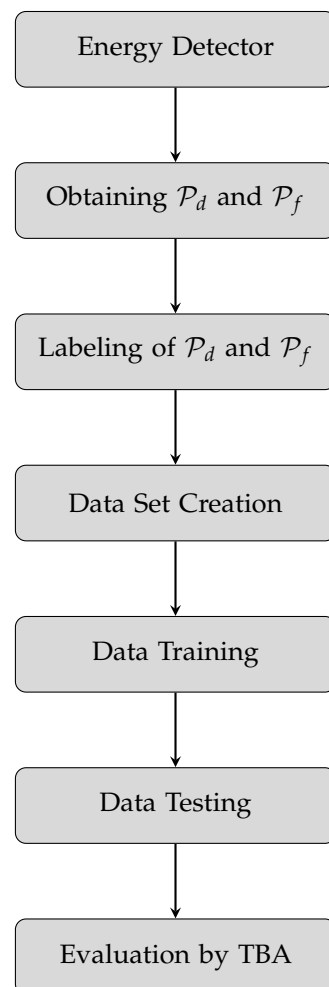 Energy Detector
Obtaining 𝒫_d and 𝒫_f
Labeling of 𝒫_d and 𝒫_f
Data Set Creation
Data Training
Data Testing
Evaluation by TBA